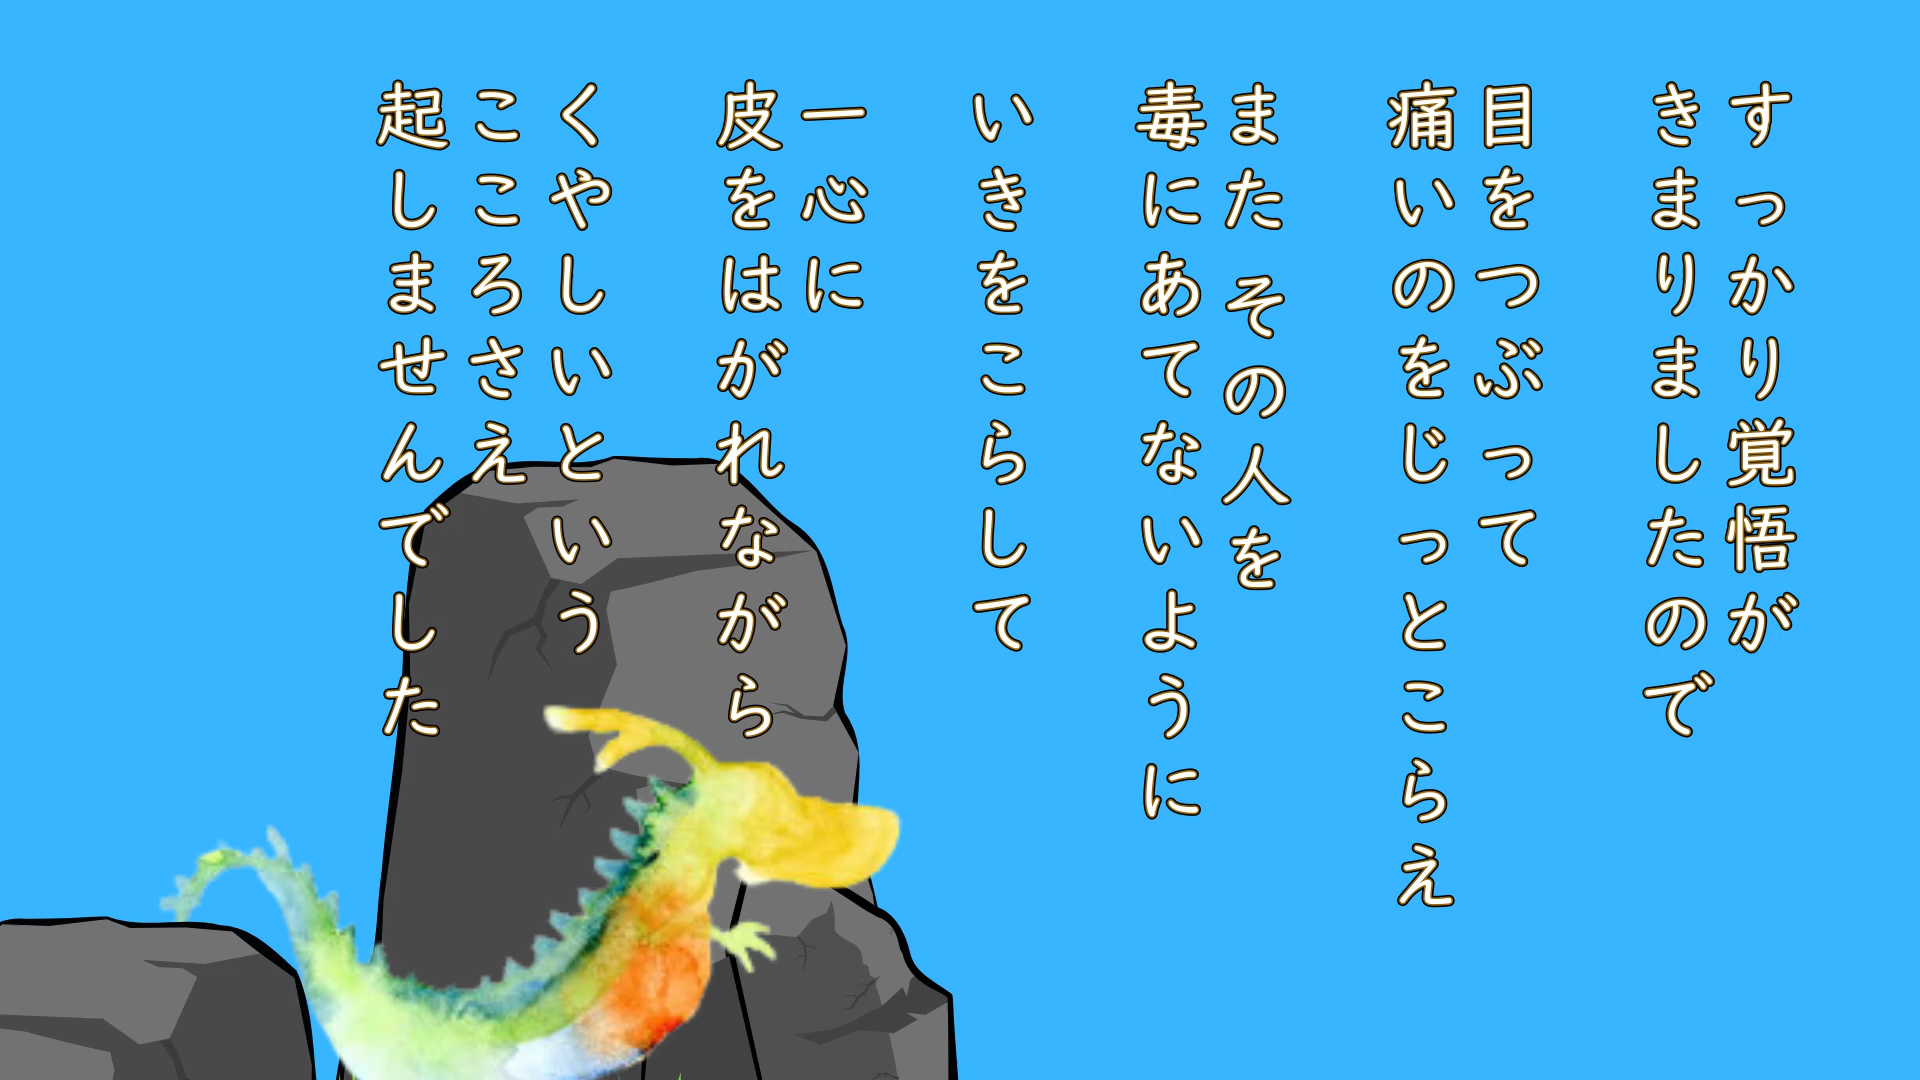 すっかり覚悟が
きまりましたので
目をつぶって
痛いのをじっとこらえ
また その人を
毒にあてないように
いきをこらして
一心に
皮をはがれながら
くやしいという
こころさえ
起しませんでした